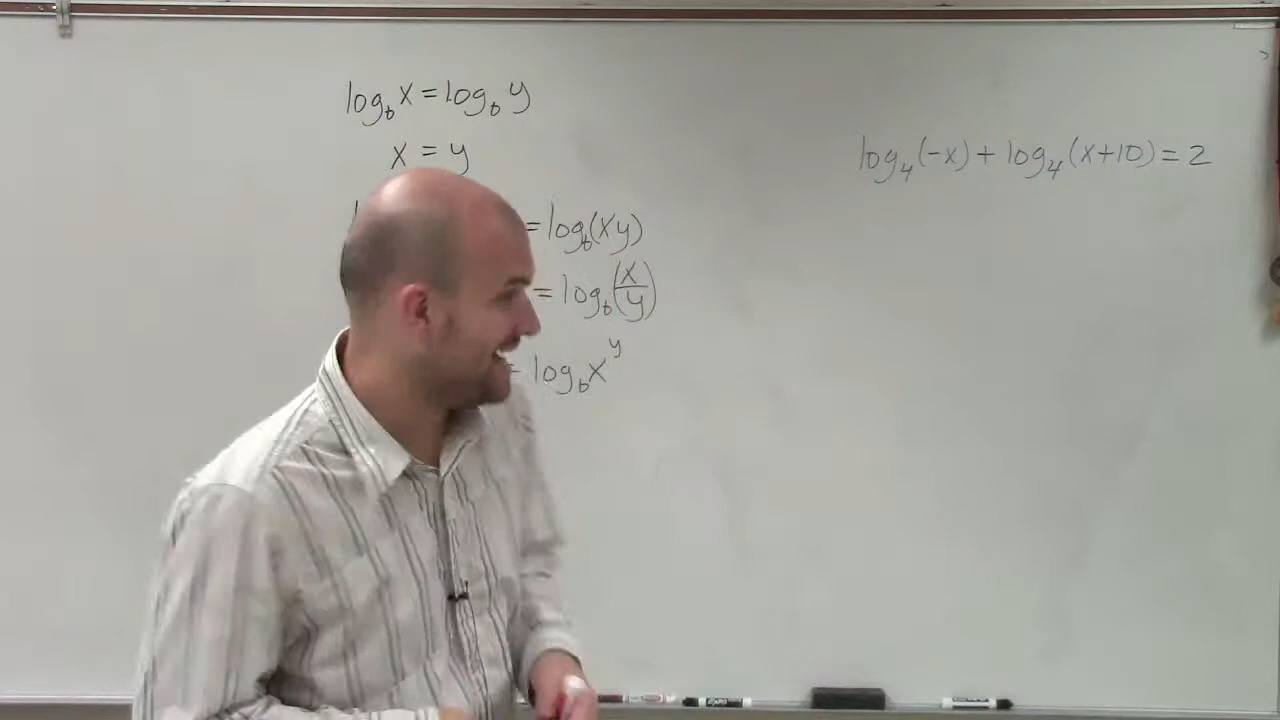 log_b x = log_b y
x = y
= log_b(xy)
= log_b(x/y)
= log_b x^y
log_4(-x) + log_4(x+10) = 2